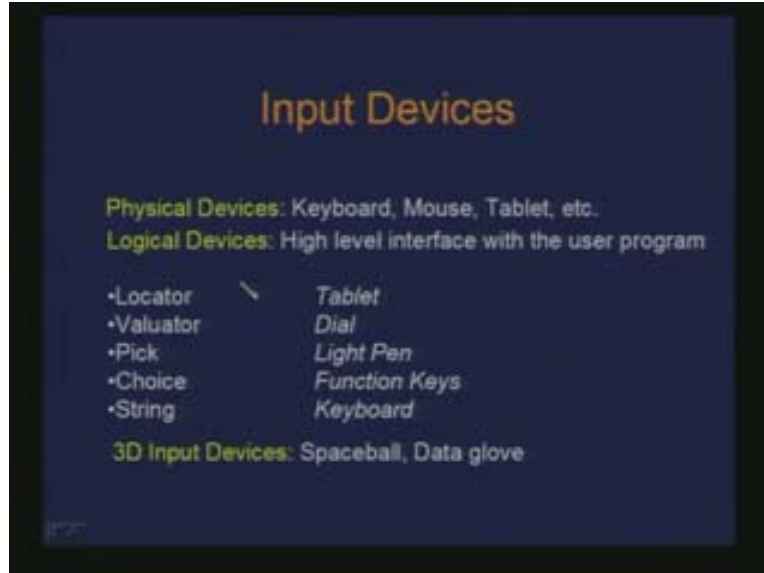 Input Devices
Physical Devices: Keyboard, Mouse, Tablet, etc.
Logical Devices: High level interface with the user program
•Locator Tablet
•Valuator Dial
•Pick Light Pen
•Choice Function Keys
•String Keyboard
3D Input Devices: Spaceball, Data glove